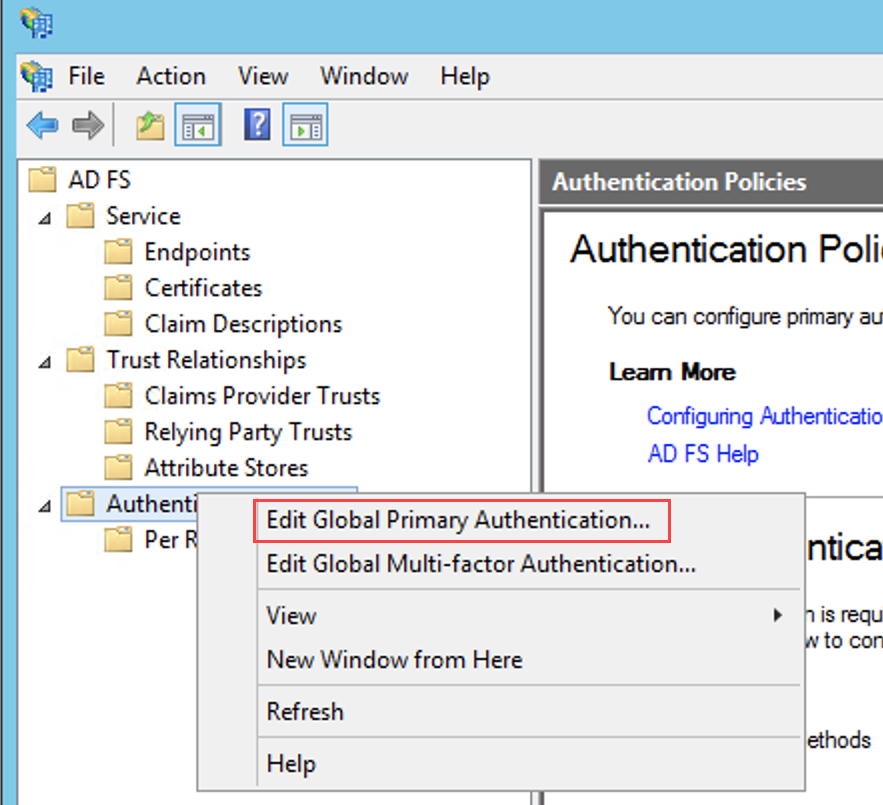 File Action View Window Help
AD FS
Service
Endpoints
Certificates
Claim Descriptions
Trust Relationships
Claims Provider Trusts
Relying Party Trusts
Attribute Stores
Authenti
Per R
Edit Global Primary Authentication...
Edit Global Multi-factor Authentication...
View
New Window from Here
Refresh
Help
Authentication Policies
Authentication Poli
You can configure primary au
Learn More
Configuring Authenticatio
AD FS Help
ntica
n is requ
w to con
ethods